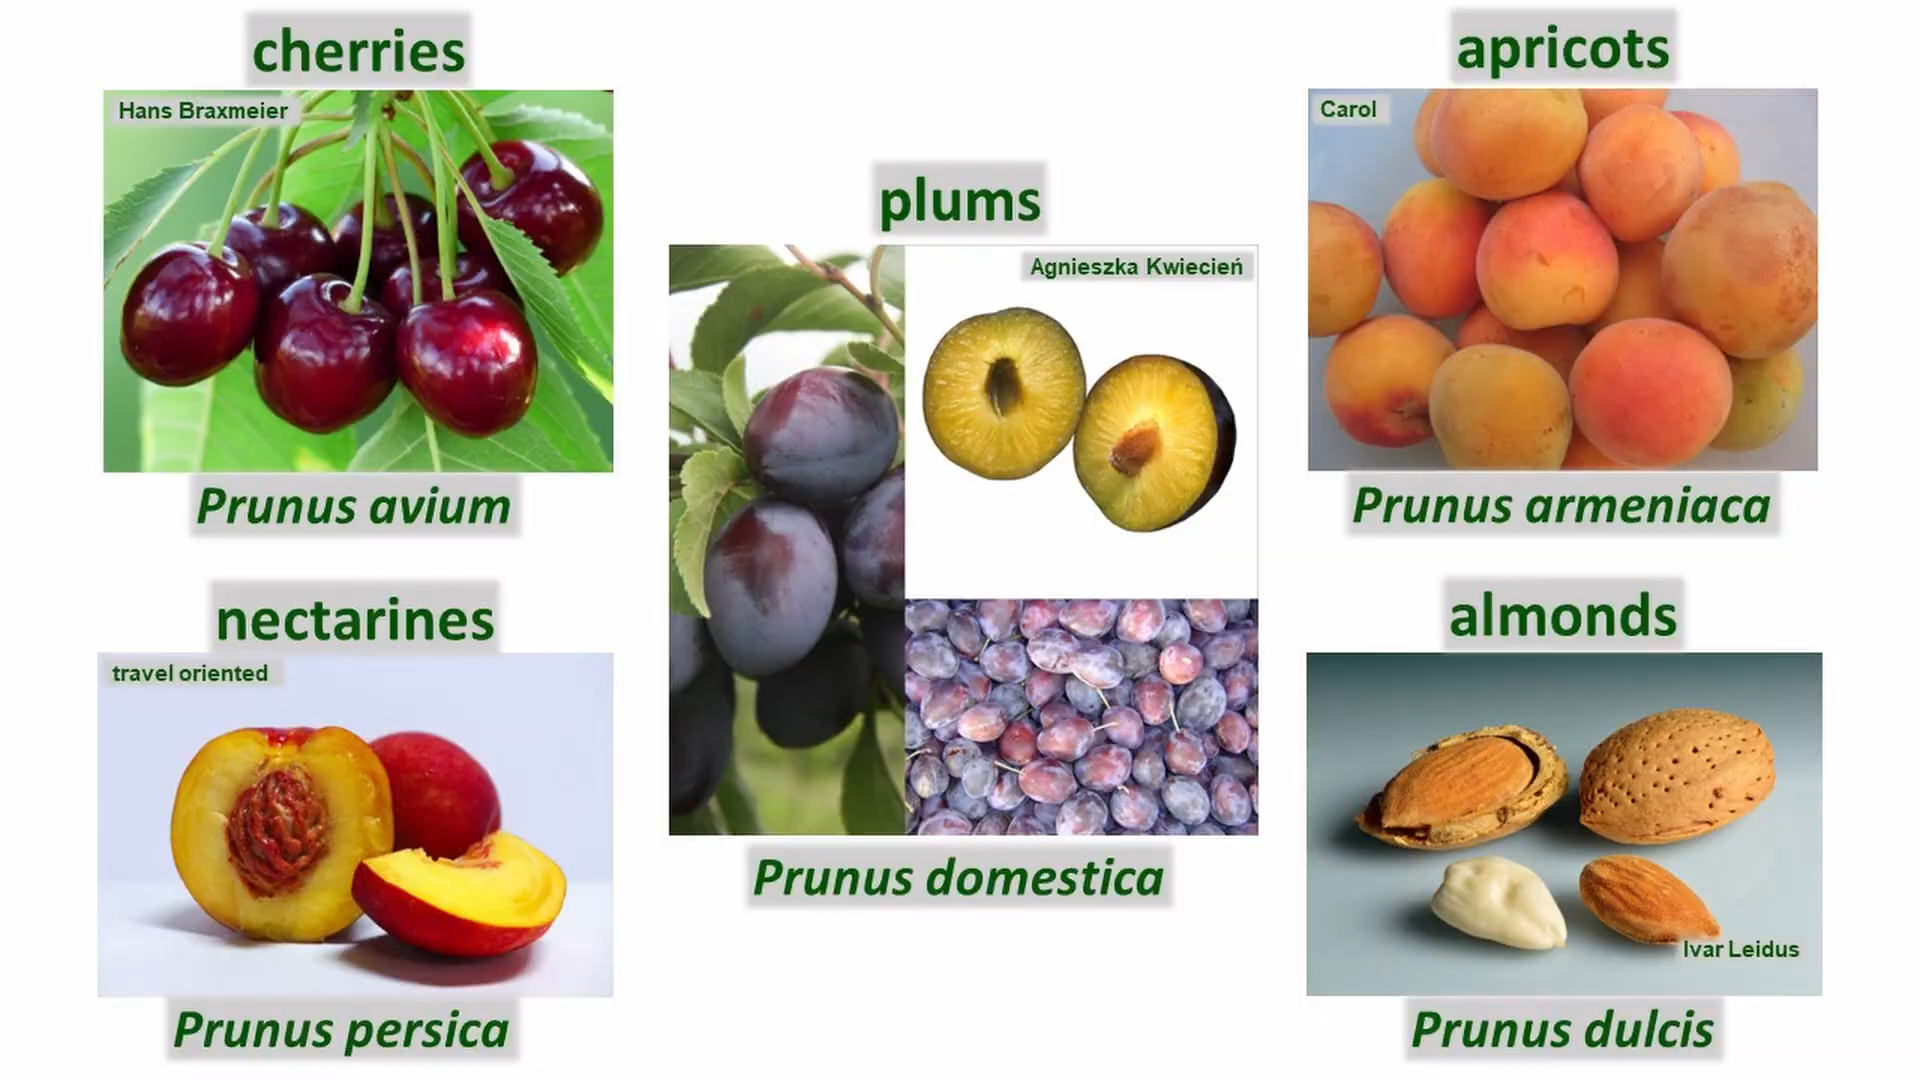 cherries
Hans Braxmeier
Prunus avium
nectarines
travel oriented
Prunus persica
plums
Agnieszka Kwiecień
Prunus domestica
apricots
Carol
Prunus armeniaca
almonds
Ivar Leidus
Prunus dulcis